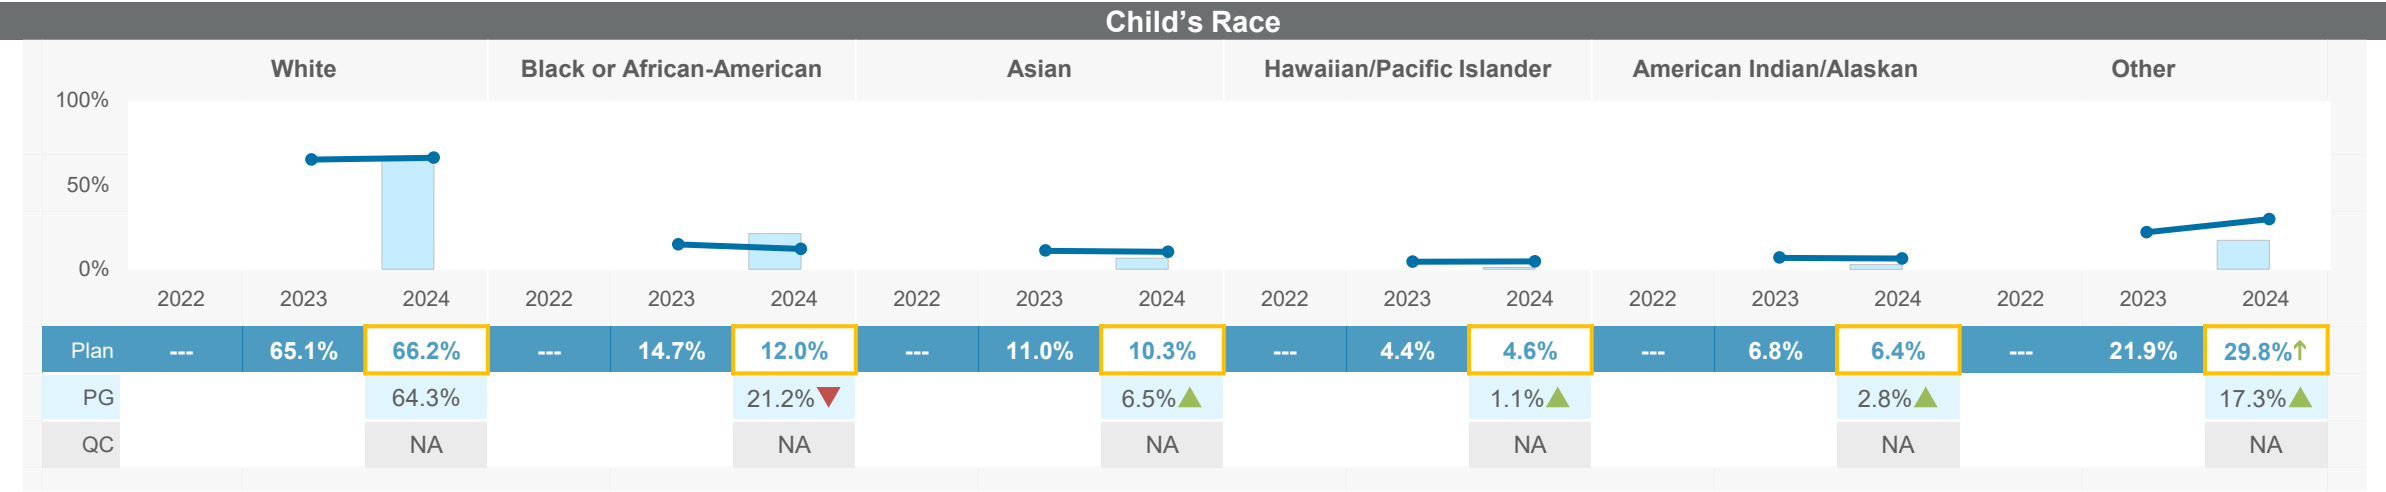 Child's Race
White Black or African-American Asian Hawaiian/Pacific Islander American Indian/Alaskan Other
100%
50%
0%
2022 2023 2024 2022 2023 2024 2022 2023 2024 2022 2023 2024 2022 2023 2024 2022 2023 2024
Plan --- 65.1% 66.2% --- 14.7% 12.0% --- 11.0% 10.3% --- 4.4% 4.6% --- 6.8% 6.4% --- 21.9% 29.8%↑
PG 64.3% 21.2%▼ 6.5%▲ 1.1%▲ 2.8%▲ 17.3%▲
QC NA NA NA NA NA NA